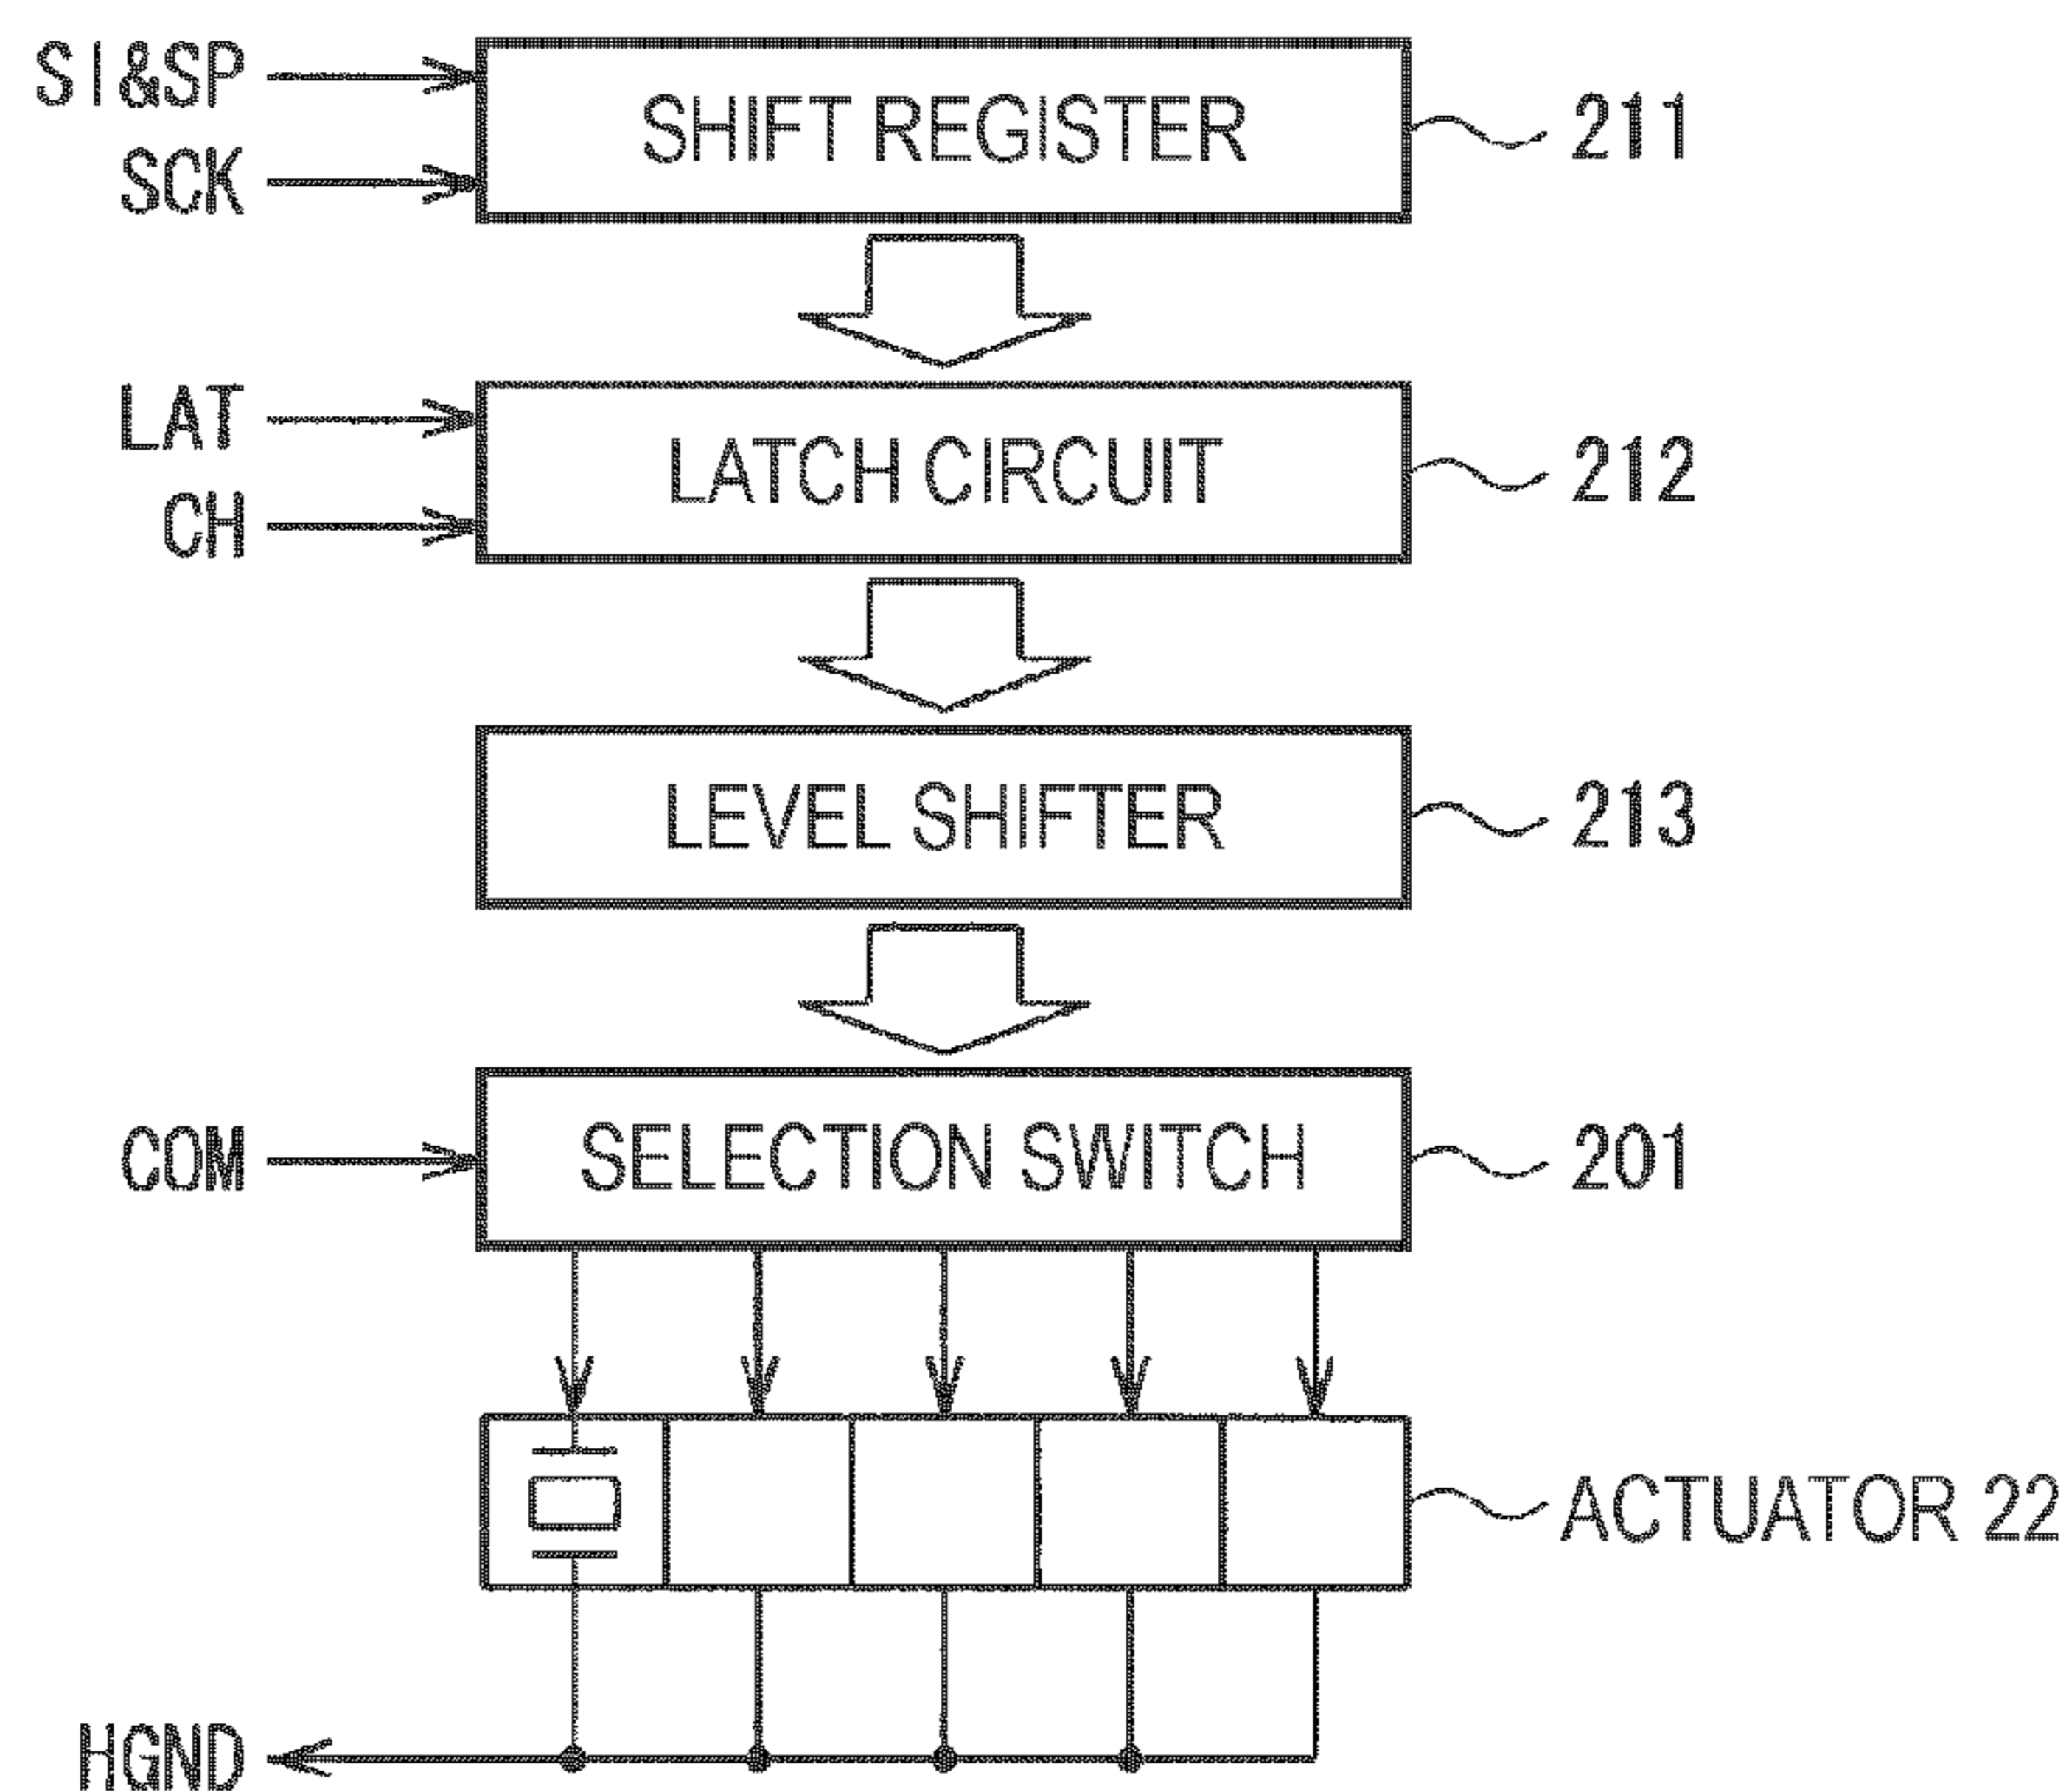 SI&SP
SHIFT REGISTER
211
SCK
LAT
LATCH CIRCUIT
212
CH
LEVEL SHIFTER
213
COM
SELECTION SWITCH
201
ACTUATOR 22
HGND